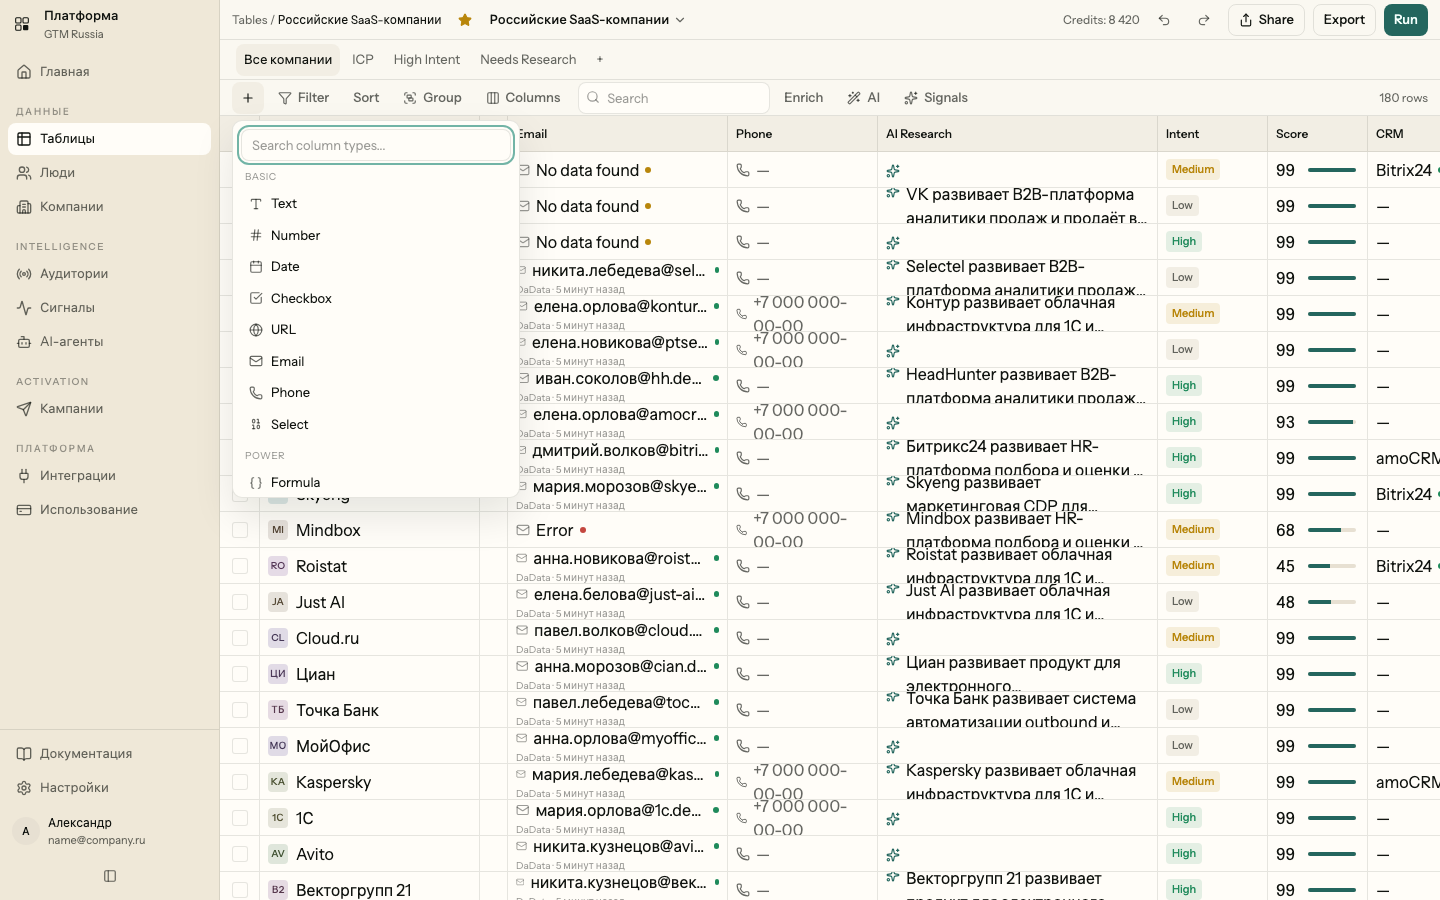 Платформа
GTM Russia
Главная
ДАННЫЕ
Таблицы
Люди
Компании
INTELLIGENCE
Аудитории
Сигналы
AI-агенты
ACTIVATION
Кампании
ПЛАТФОРМА
Интеграции
Использование
Документация
Настройки
A
Александр
name@company.ru
Tables / Российские SaaS-компании
Российские SaaS-компании
Credits: 8 420
Share
Export
Run
Все компании
ICP
High Intent
Needs Research
+
+
Filter
Sort
Group
Columns
Search
Enrich
AI
Signals
180 rows
Search column types...
BASIC
Text
Number
Date
Checkbox
URL
Email
Phone
Select
POWER
Formula
Email
Phone
AI Research
Intent
Score
CRM
No data found
—
Medium
99
Bitrix24
No data found
—
VK развивает B2B-платформа
аналитики продаж и продаёт в...
Low
99
—
No data found
—
High
99
—
никита.лебедева@sel...
DaData · 5 минут назад
—
Selectel развивает B2B-
платформа аналитики продаж...
Low
99
—
елена.орлова@kontur...
DaData · 5 минут назад
+7 000 000-
00-00
Контур развивает облачная
инфраструктура для 1С и...
Medium
99
—
елена.новикова@ptse...
DaData · 5 минут назад
+7 000 000-
00-00
Low
99
—
иван.соколов@hh.de...
DaData · 5 минут назад
—
HeadHunter развивает B2B-
платформа аналитики продаж...
High
99
—
елена.орлова@amocr...
DaData · 5 минут назад
+7 000 000-
00-00
High
93
—
дмитрий.волков@bitri...
DaData · 5 минут назад
—
Битрикс24 развивает HR-
платформа подбора и оценки ...
High
99
amoCRM
Skyeng
мария.морозов@skye...
DaData · 5 минут назад
—
Skyeng развивает
маркетинговая CDP для...
High
99
Bitrix24
MI
Mindbox
Error
+7 000 000-
00-00
Mindbox развивает HR-
платформа подбора и оценки ...
Medium
68
—
RO
Roistat
анна.новикова@roist...
DaData · 5 минут назад
—
Roistat развивает облачная
инфраструктура для 1С и...
Medium
45
Bitrix24
JA
Just AI
елена.белова@just-ai...
DaData · 5 минут назад
—
Just AI развивает облачная
инфраструктура для 1С и...
Low
48
—
CL
Cloud.ru
павел.волков@cloud....
DaData · 5 минут назад
—
Medium
99
—
ЦИ
Циан
анна.морозов@cian.d...
DaData · 5 минут назад
—
Циан развивает продукт для
электронного...
High
99
—
ТБ
Точка Банк
павел.лебедева@toc...
DaData · 5 минут назад
—
Точка Банк развивает система
автоматизации outbound и...
Low
99
—
МО
МойОфис
анна.орлова@myoffic...
DaData · 5 минут назад
—
Low
99
—
KA
Kaspersky
мария.лебедева@kas...
DaData · 5 минут назад
+7 000 000-
00-00
Kaspersky развивает облачная
инфраструктура для 1С и...
Medium
99
amoCRM
1C
1C
мария.орлова@1c.de...
DaData · 5 минут назад
+7 000 000-
00-00
High
99
—
AV
Avito
никита.кузнецов@avi...
DaData · 5 минут назад
—
High
99
—
В2
Векторгрупп 21
никита.кузнецов@век...
—
Векторгрупп 21 развивает
High
99
—